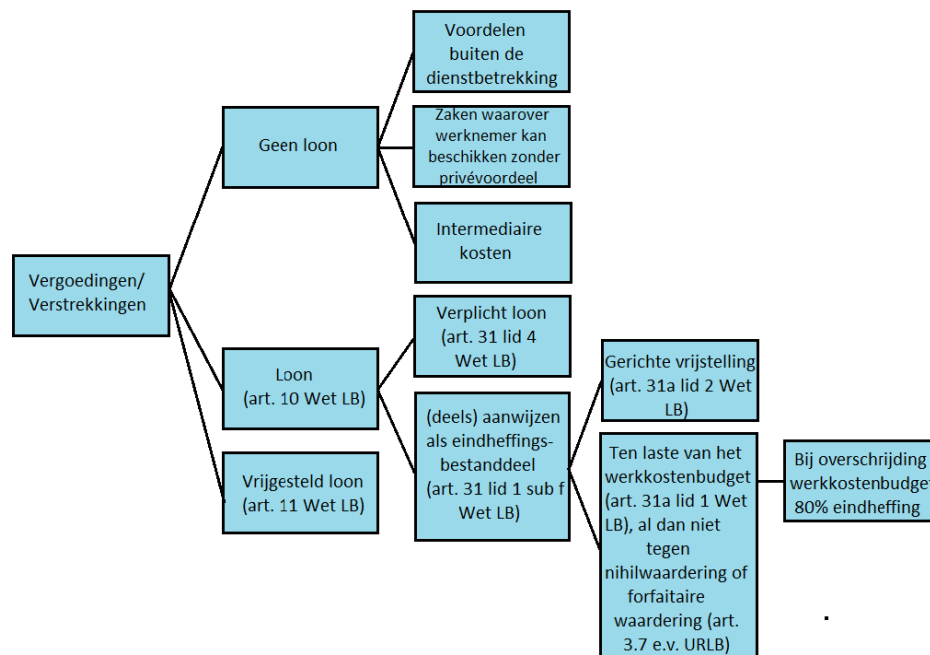 Vergoedingen/
Verstrekkingen
Geen loon
Voordelen
buiten de
dienstbetrekking
Zaken waarover
werknemer kan
beschikken zonder
privévoordeel
Intermediaire
kosten
Loon
(art. 10 Wet LB)
Verplicht loon
(art. 31 lid 4
Wet LB)
(deels) aanwijzen
als eindheffings-
bestanddeel
(art. 31 lid 1 sub f
Wet LB)
Gerichte vrijstelling
(art. 31a lid 2 Wet
LB)
Ten laste van het
werkkostenbudget
(art. 31a lid 1 Wet
LB), al dan niet
tegen
nihilwaardering of
forfaitaire
waardering (art.
3.7 e.v. URLB)
Bij overschrijding
werkkostenbudget
80% eindheffing
Vrijgesteld loon
(art. 11 Wet LB)
.